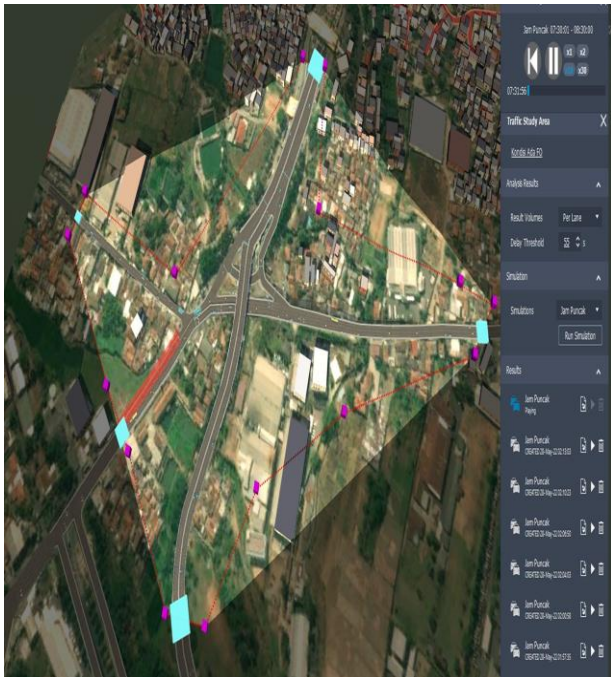 Jam Puncak 07:30:01 - 08:30:00
x1 x2
x30
07:31:56
Traffic Study Area X
Kondisi Ada FO
Analysis Results
Result Volumes Per Lane
Delay Threshold 55 s
Simulation
Simulations Jam Puncak
Run Simulation
Results
Jam Puncak
Playing
Jam Puncak
Jam Puncak
Jam Puncak
Jam Puncak
Jam Puncak
Jam Puncak